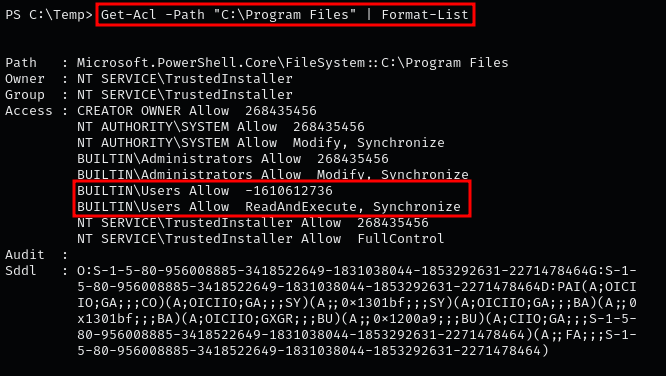 PS C:\Temp> Get-Acl -Path "C:\Program Files" | Format-List
Path   : Microsoft.PowerShell.Core\FileSystem::C:\Program Files
Owner  : NT SERVICE\TrustedInstaller
Group  : NT SERVICE\TrustedInstaller
Access : CREATOR OWNER Allow  268435456
         NT AUTHORITY\SYSTEM Allow  268435456
         NT AUTHORITY\SYSTEM Allow  Modify, Synchronize
         BUILTIN\Administrators Allow  268435456
         BUILTIN\Administrators Allow  Modify, Synchronize
         BUILTIN\Users Allow  -1610612736
         BUILTIN\Users Allow  ReadAndExecute, Synchronize
         NT SERVICE\TrustedInstaller Allow  268435456
         NT SERVICE\TrustedInstaller Allow  FullControl
Audit  :
Sddl   : O:S-1-5-80-956008885-3418522649-1831038044-1853292631-2271478464G:S-1-
         5-80-956008885-3418522649-1831038044-1853292631-2271478464D:PAI(A;OICI
         IO;GA;;;CO)(A;OICIIO;GA;;;SY)(A;;0x1301bf;;;SY)(A;OICIIO;GA;;;BA)(A;;0
         x1301bf;;;BA)(A;OICIIO;GXGR;;;BU)(A;;0x1200a9;;;BU)(A;CIIO;GA;;;S-1-5-
         80-956008885-3418522649-1831038044-1853292631-2271478464)(A;;FA;;;S-1-
         5-80-956008885-3418522649-1831038044-1853292631-2271478464)